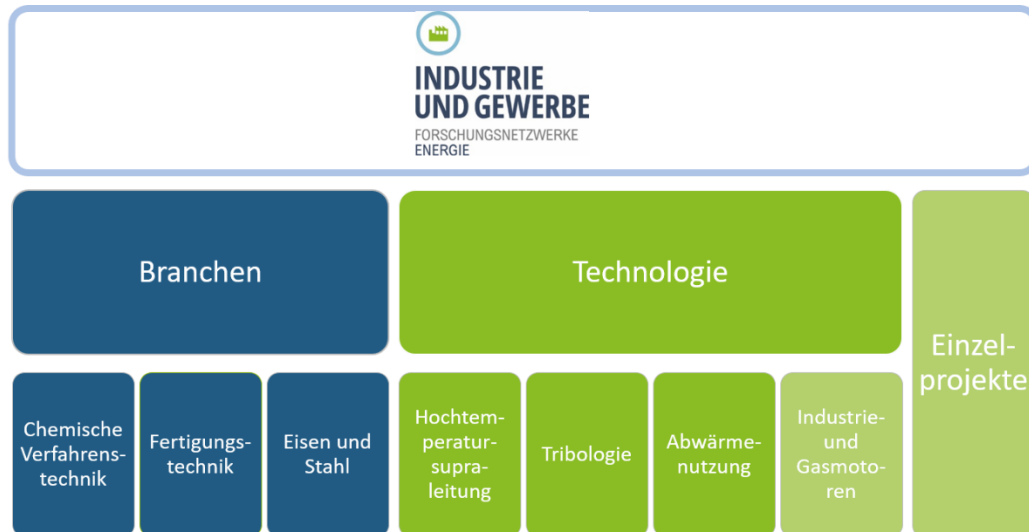 INDUSTRIE
UND GEWERBE
FORSCHUNGSNETZWERKE
ENERGIE
Branchen
Technologie
Einzel-
projekte
Chemische
Verfahrens-
technik
Fertigungs-
technik
Eisen und
Stahl
Hochtem-
peratur-
supra-
leitung
Tribologie
Abwärme-
nutzung
Industrie-
und
Gasmoto-
ren